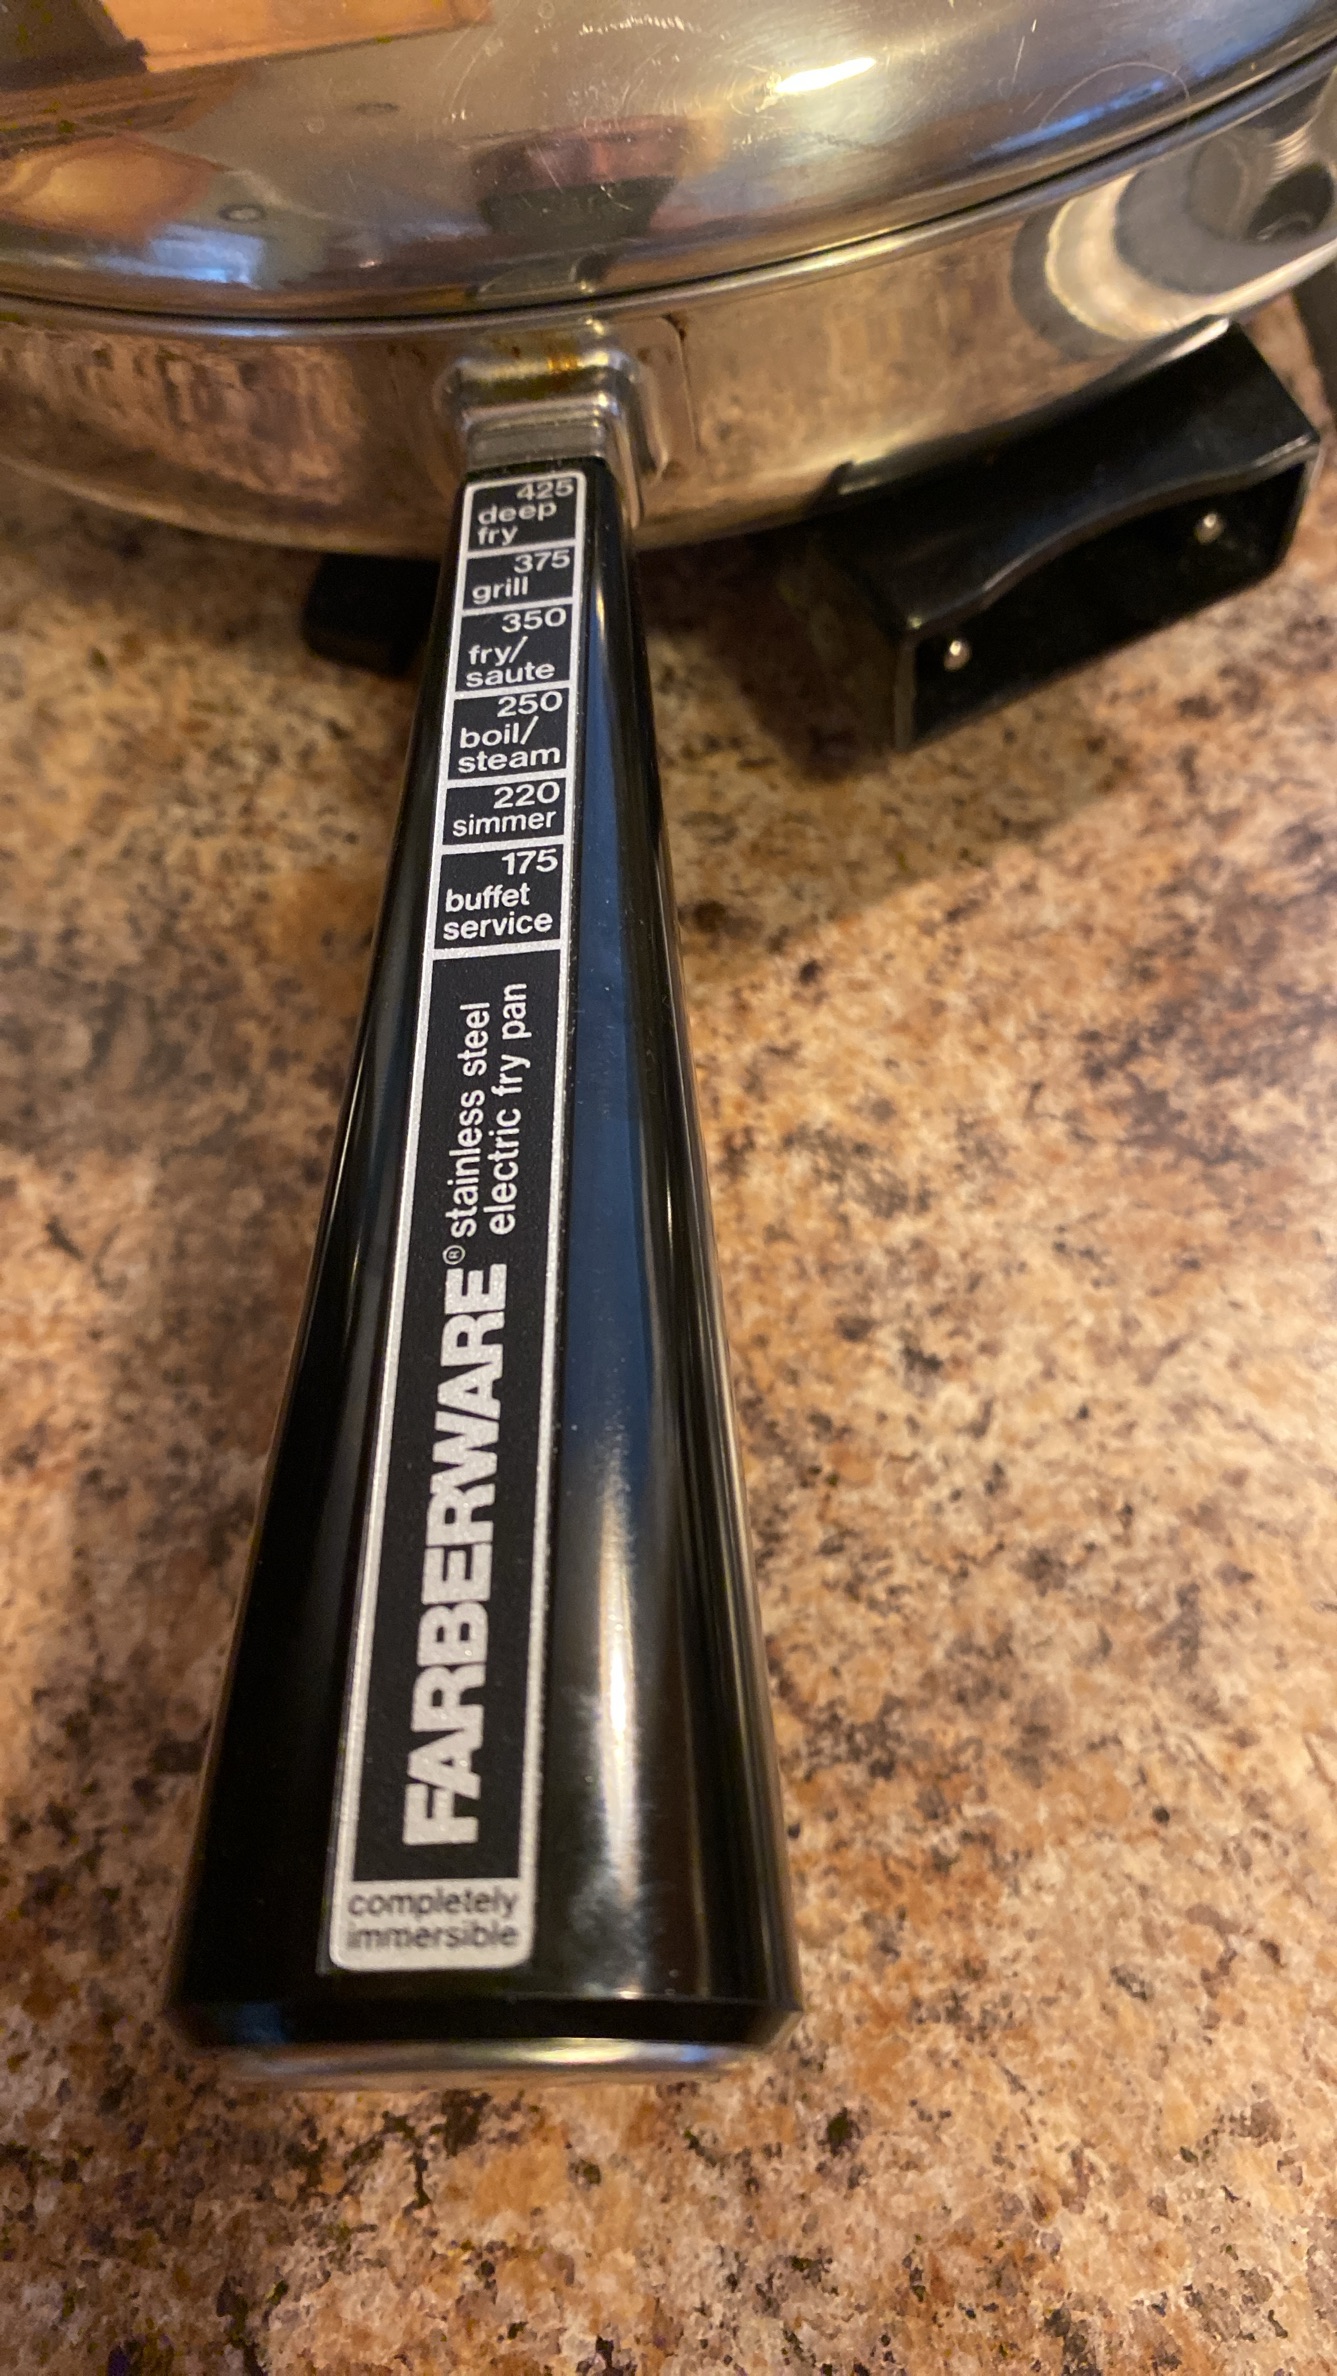 425
deep
fry
375
grill
350
fry/
saute
250
boil/
steam
220
simmer
175
buffet
service
FARBERWARE® stainless steel
electric fry pan
completely
immersible